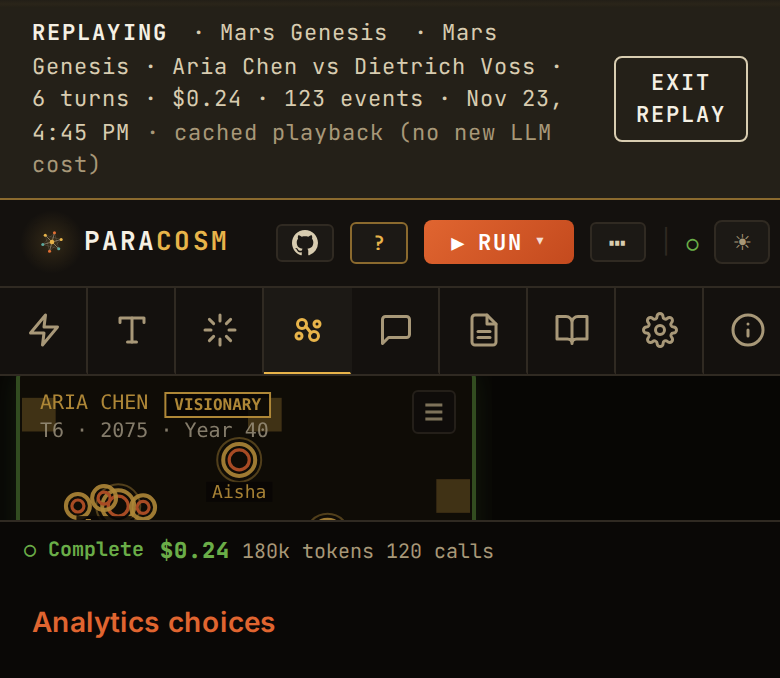 REPLAYING · Mars Genesis · Mars
Genesis · Aria Chen vs Dietrich Voss ·
6 turns · $0.24 · 123 events · Nov 23,
4:45 PM · cached playback (no new LLM
cost)
EXIT
REPLAY
PARACOSM
?
▶ RUN ▼
ARIA CHEN VISIONARY
T6 · 2075 · Year 40
Aisha
Complete $0.24 180k tokens 120 calls
Analytics choices